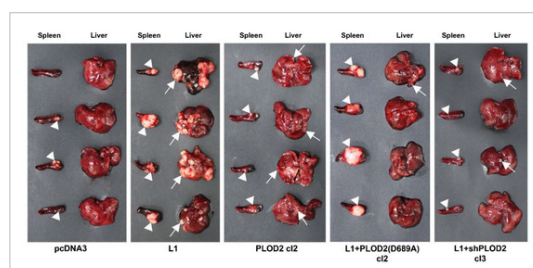 Spleen Liver Spleen Liver Spleen Liver Spleen Liver Spleen Liver
pcDNA3 L1 PLOD2 cl2 L1+PLOD2(D689A) L1+shPLOD2
cl2 cl3